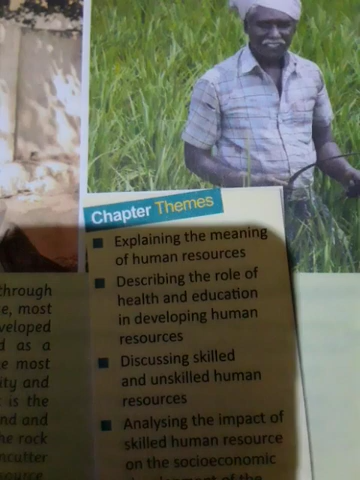 Chapter Themes
Explaining the meaning
of human resources
Describing the role of
health and education
in developing human
resources
Discussing skilled
and unskilled human
resources
Analysing the impact of
skilled human resource
on the socioeconomic
through
e, most
veloped
d as a
most
ity and
is the
nd and
he rock
ncutter